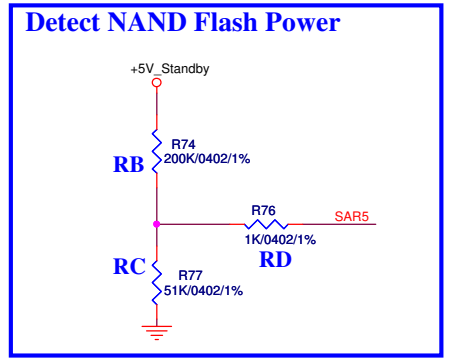 Detect NAND Flash Power
+5V_Standby
R74
RB
200K/0402/1%
R76
SAR5
1K/0402/1%
RD
RC
R77
51K/0402/1%